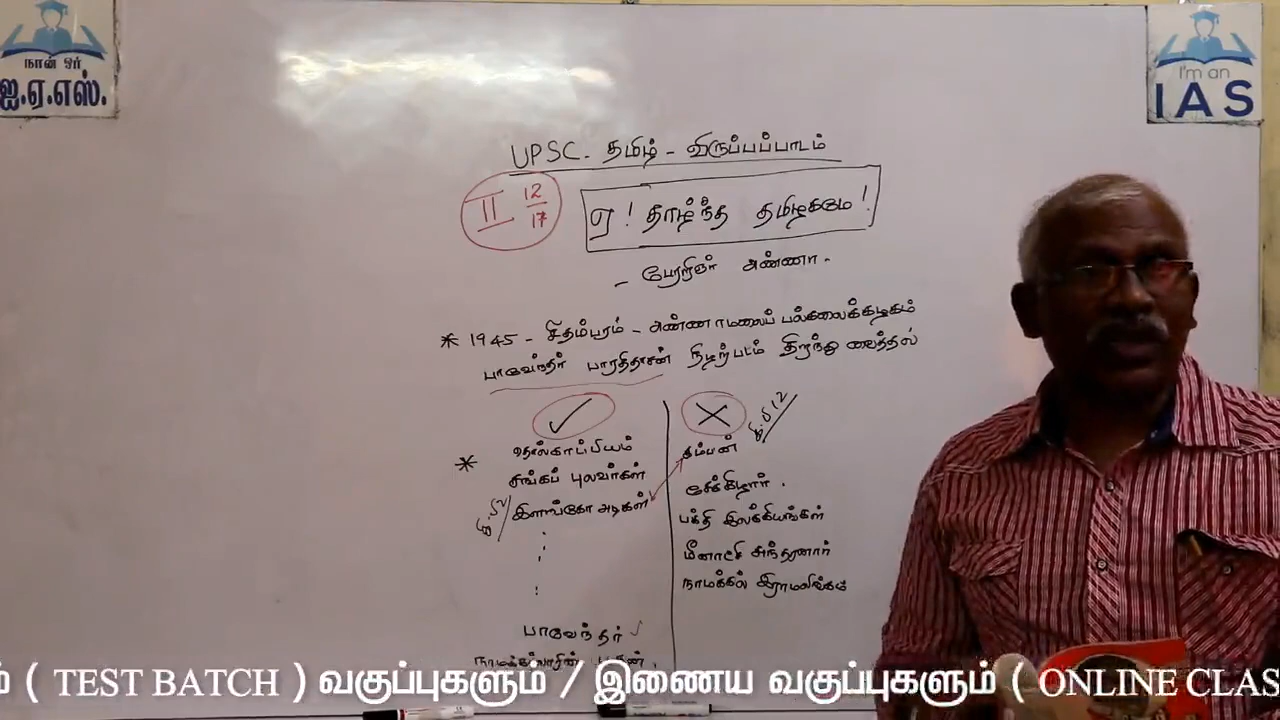 நான் ஓர்
ஐ.ஏ.எஸ்.
I'm an
IAS
UPSC - தமிழ் - விருப்பப்பாடம்
II 12/17
ஏ! தாழ்ந்த தமிழகமே!
- பேரறிஞர் அண்ணா.
* 1945 - சிதம்பரம் - அண்ணாமலைப் பல்கலைக்கழகம்
பாவேந்தர் பாரதிதாசன் நிழற்படம் திறந்து வைத்தல்
✓
X
கி.பி 12
* தொல்காப்பியம்
சங்கப் புலவர்கள்
இளங்கோ அடிகள்
பாவேந்தர் ✓
கம்பன்
சேக்கிழார்.
பக்தி இலக்கியங்கள்
மீனாட்சி சுந்தரனார்
நாமக்கல் இராமலிங்கம்
( TEST BATCH ) வகுப்புகளும் / இணைய வகுப்புகளும் ( ONLINE CLAS